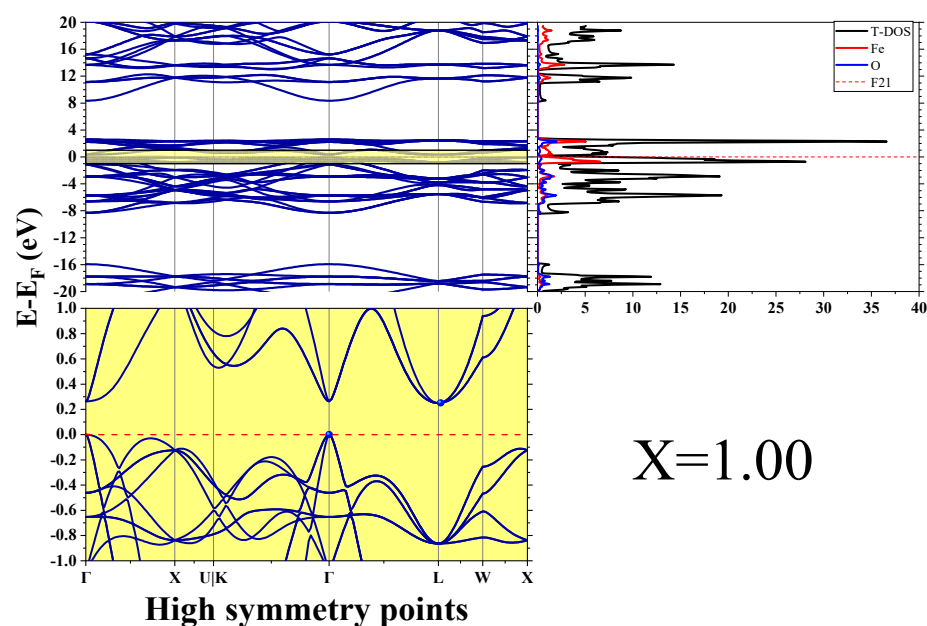 E-E_F (eV)
20
16
12
8
4
0
-4
-8
-12
-16
-20
T-DOS
Fe
O
F21
0 5 10 15 20 25 30 35 40
1.0
0.8
0.6
0.4
0.2
0.0
-0.2
-0.4
-0.6
-0.8
-1.0
Γ X U|K Γ L W X
High symmetry points
X=1.00